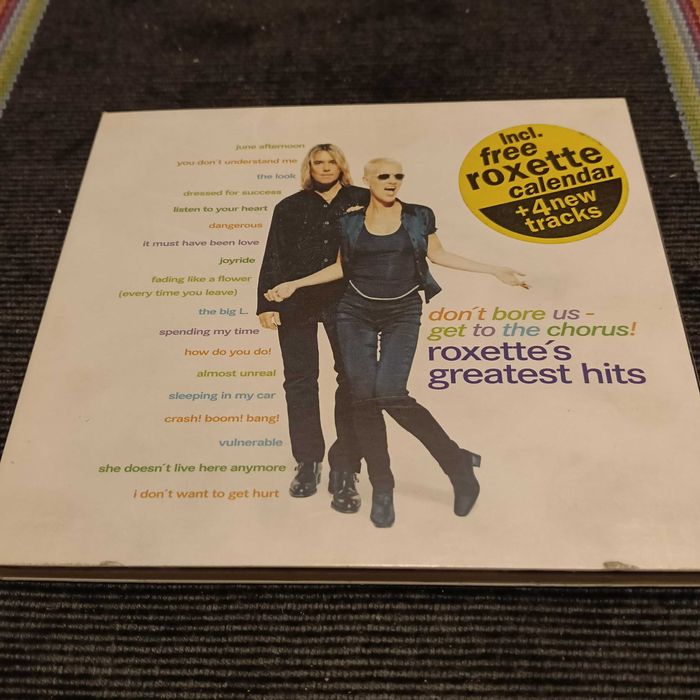 june afternoon
you don´t understand me
the look
dressed for success
listen to your heart
dangerous
it must have been love
joyride
fading like a flower
(every time you leave)
the big L.
spending my time
how do you do!
almost unreal
sleeping in my car
crash! boom! bang!
vulnerable
she doesn´t live here anymore
i don´t want to get hurt
Incl.
free
roxette
calendar
+4 new
tracks
don´t bore us -
get to the chorus!
roxette´s
greatest hits